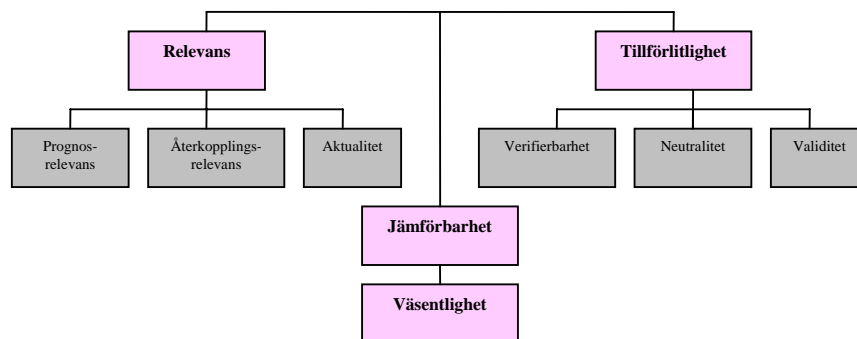 Relevans
Tillförlitlighet
Prognos-
relevans
Återkopplings-
relevans
Aktualitet
Verifierbarhet
Neutralitet
Validitet
Jämförbarhet
Väsentlighet